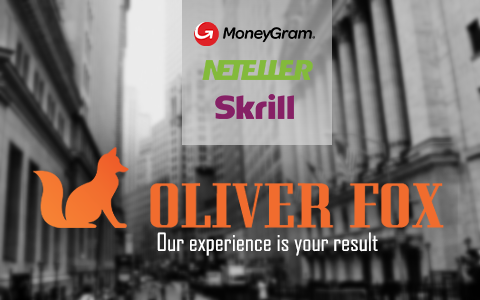 MoneyGram.
NETELLER
Skrill
OLIVER FOX
Our experience is your result